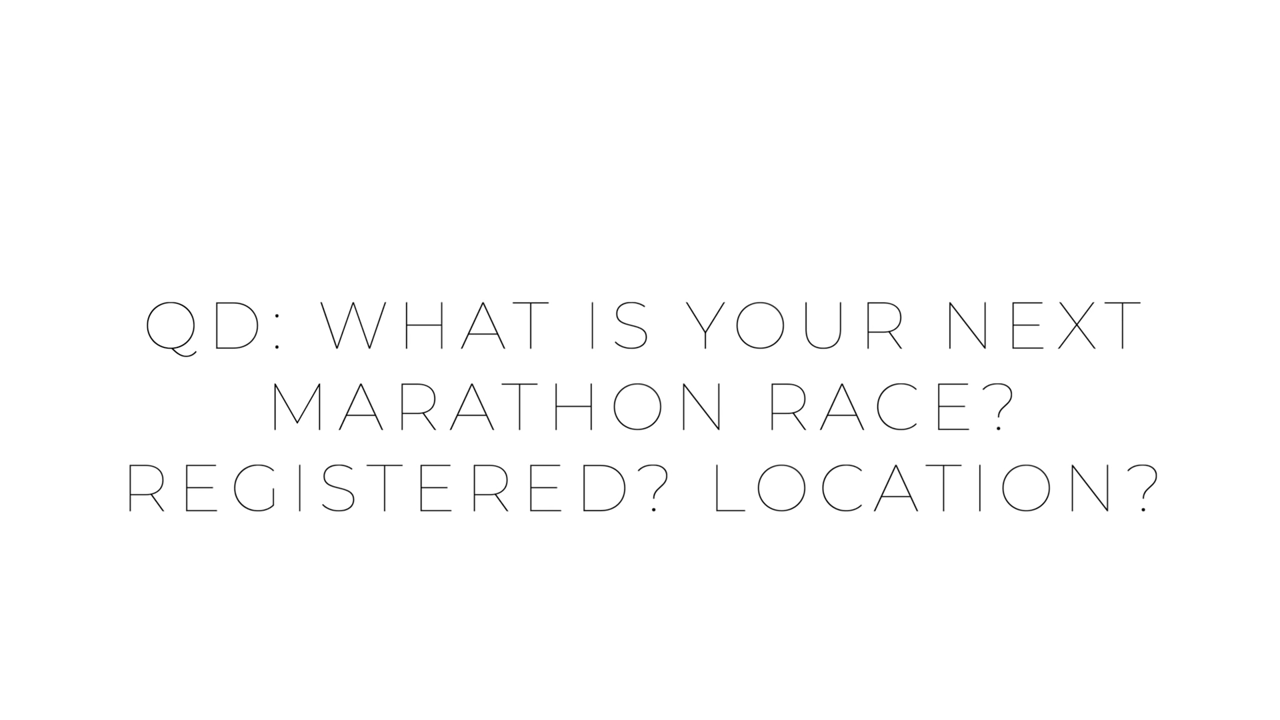 QD: WHAT IS YOUR NEXT
MARATHON RACE?
REGISTERED? LOCATION?